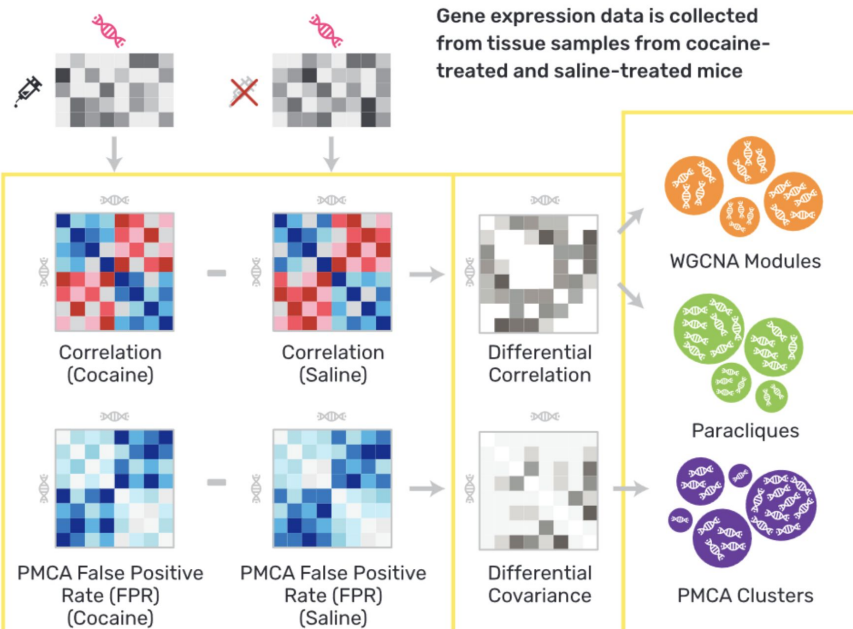 Gene expression data is collected
from tissue samples from cocaine-
treated and saline-treated mice
WGCNA Modules
Correlation
(Cocaine)
Correlation
(Saline)
Differential
Correlation
Paracliques
PMCA False Positive
Rate (FPR)
(Cocaine)
PMCA False Positive
Rate (FPR)
(Saline)
Differential
Covariance
PMCA Clusters